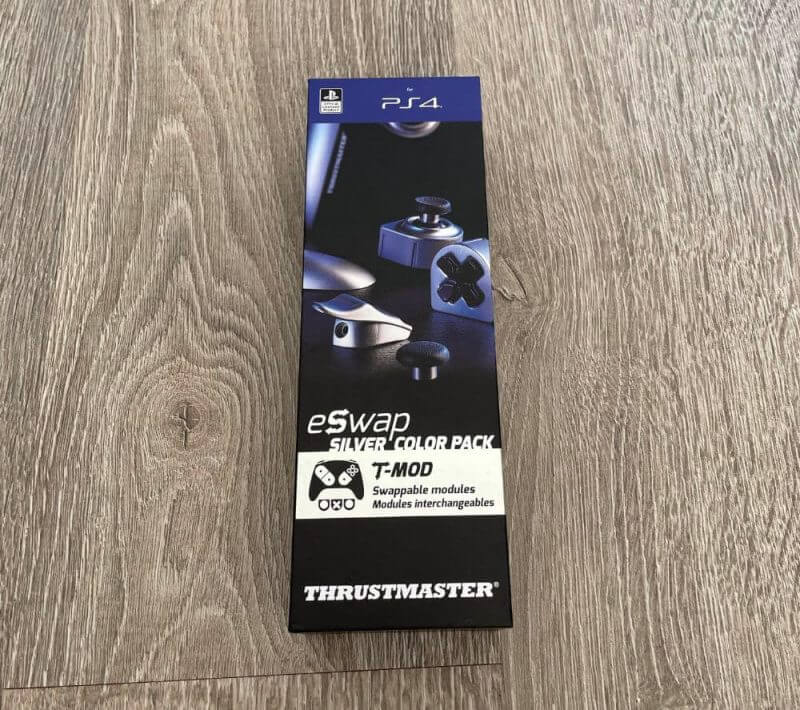 for
PS4
THRUSTMASTER
eSwap
SILVER COLOR PACK
T-MOD
Swappable modules
Modules interchangeables
THRUSTMASTER®